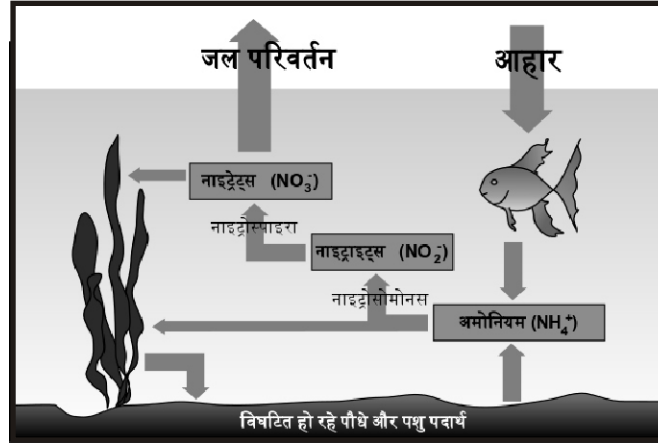 जल परिवर्तन
आहार
नाइट्रेट्स (NO₃⁻)
नाइट्रोस्पाइरा
नाइट्राइट्स (NO₂⁻)
नाइट्रोसोमोनस
अमोनियम (NH₄⁺)
विघटित हो रहे पौधे और पशु पदार्थ